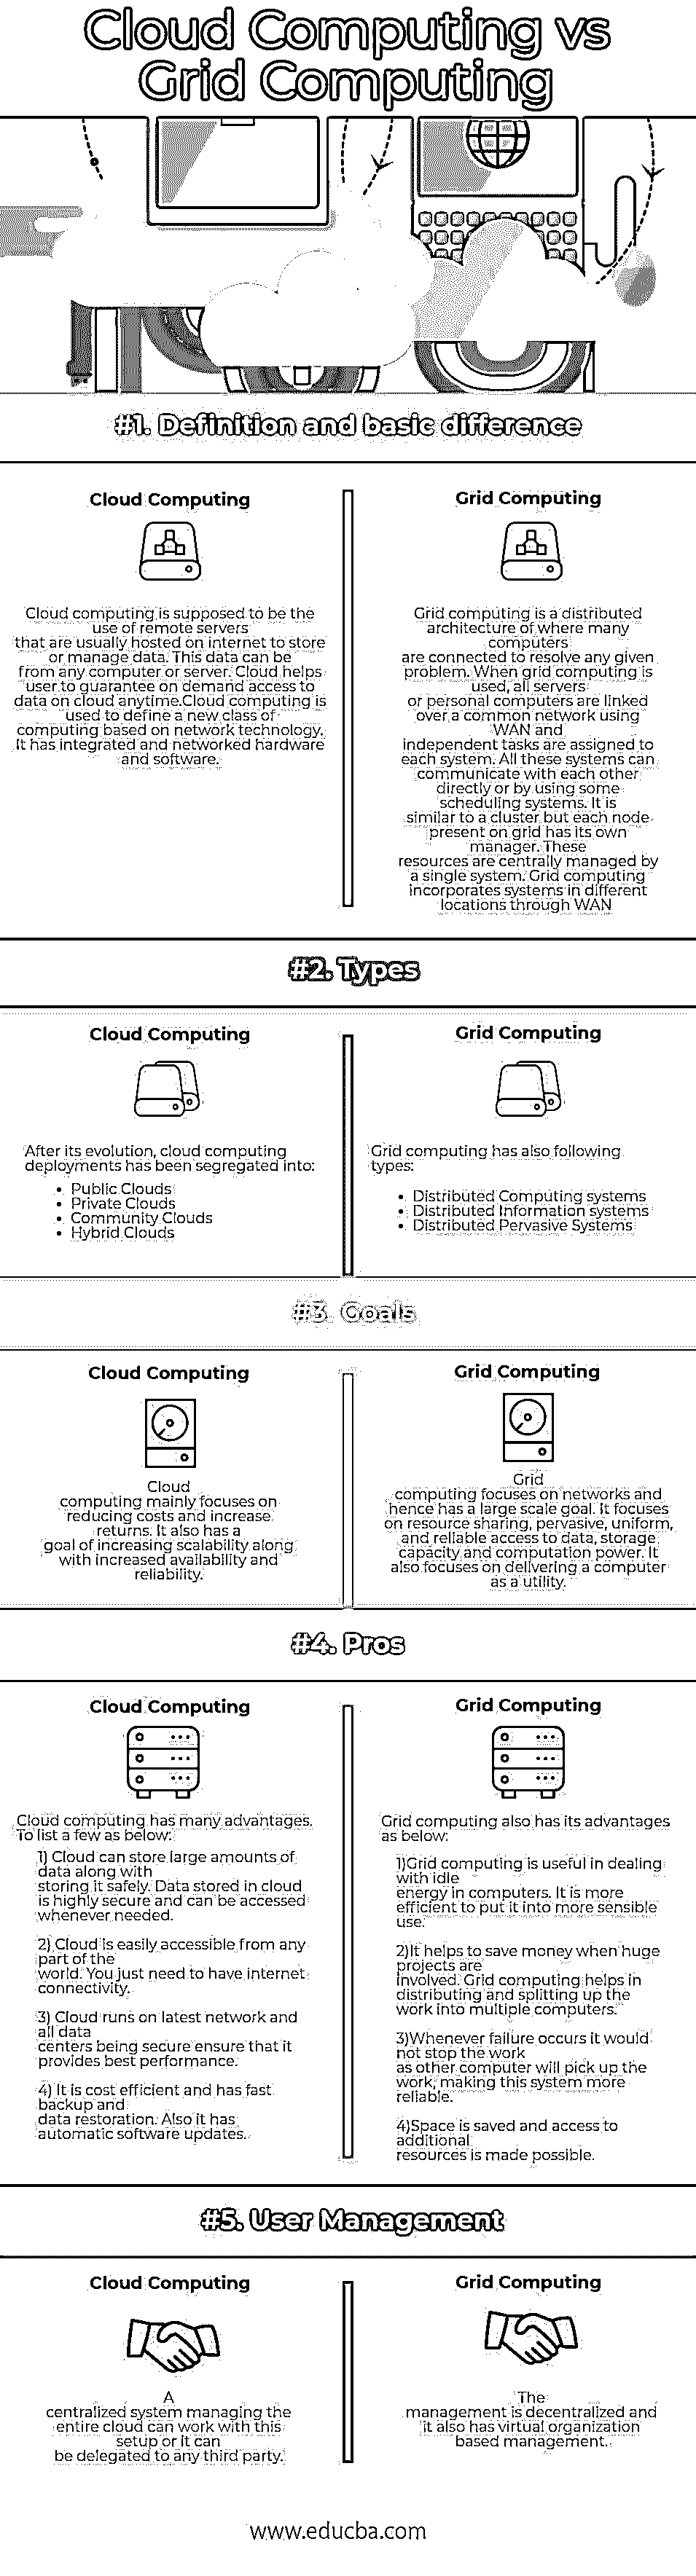 Cloud Computing vs
Grid Computing
#1. Definition and basic difference
Cloud Computing
Cloud computing is supposed to be the
use of remote servers
that are usually hosted on internet to store
or manage data. This data can be
from any computer or server. Cloud helps
user to guarantee on demand access to
data on cloud anytime.Cloud computing is
used to define a new class of
computing based on network technology.
It has integrated and networked hardware
and software.
Grid Computing
Grid computing is a distributed
architecture of where many
computers
are connected to resolve any given
problem. When grid computing is
used, all servers
or personal computers are linked
over a common network using
WAN and
independent tasks are assigned to
each system. All these systems can
communicate with each other
directly or by using some
scheduling systems. It is
similar to a cluster but each node
present on grid has its own
manager. These
resources are centrally managed by
a single system. Grid computing
incorporates systems in different
locations through WAN
#2. Types
Cloud Computing
After its evolution, cloud computing
deployments has been segregated into:
• Public Clouds
• Private Clouds
• Community Clouds
• Hybrid Clouds
Grid Computing
Grid computing has also following
types:
• Distributed Computing systems
• Distributed Information systems
• Distributed Pervasive Systems
#3. Goals
Cloud Computing
Cloud
computing mainly focuses on
reducing costs and increase
returns. It also has a
goal of increasing scalability along
with increased availability and
reliability.
Grid Computing
Grid
computing focuses on networks and
hence has a large scale goal. It focuses
on resource sharing, pervasive, uniform,
and reliable access to data, storage
capacity and computation power. It
also focuses on delivering a computer
as a utility.
#4. Pros
Cloud Computing
Cloud computing has many advantages.
To list a few as below:
1) Cloud can store large amounts of
data along with
storing it safely. Data stored in cloud
is highly secure and can be accessed
whenever needed.
2) Cloud is easily accessible from any
part of the
world. You just need to have internet
connectivity.
3) Cloud runs on latest network and
all data
centers being secure ensure that it
provides best performance.
4) It is cost efficient and has fast
backup and
data restoration. Also it has
automatic software updates.
Grid Computing
Grid computing also has its advantages
as below:
1)Grid computing is useful in dealing
with idle
energy in computers. It is more
efficient to put it into more sensible
use.
2)It helps to save money when huge
projects are
involved. Grid computing helps in
distributing and splitting up the
work into multiple computers.
3)Whenever failure occurs it would
not stop the work
as other computer will pick up the
work, making this system more
reliable.
4)Space is saved and access to
additional
resources is made possible.
#5. User Management
Cloud Computing
A
centralized system managing the
entire cloud can work with this
setup or it can
be delegated to any third party.
Grid Computing
The
management is decentralized and
it also has virtual organization
based management.
www.educba.com